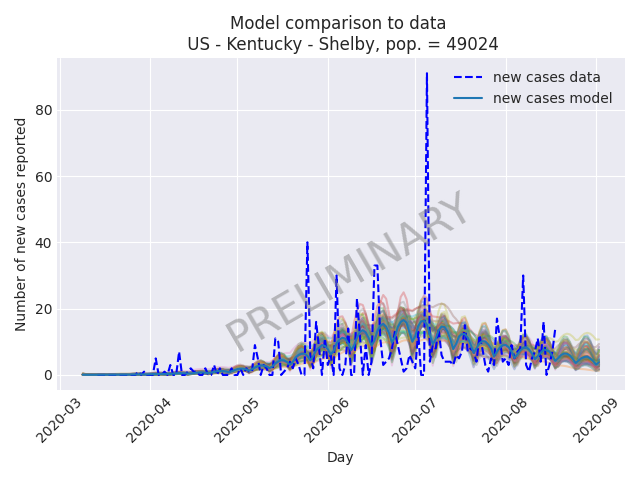 Model comparison to data
US - Kentucky - Shelby, pop. = 49024
new cases data
new cases model
Number of new cases reported
80
60
40
20
0
PRELIMINARY
2020-03
2020-04
2020-05
2020-06
2020-07
2020-08
2020-09
Day